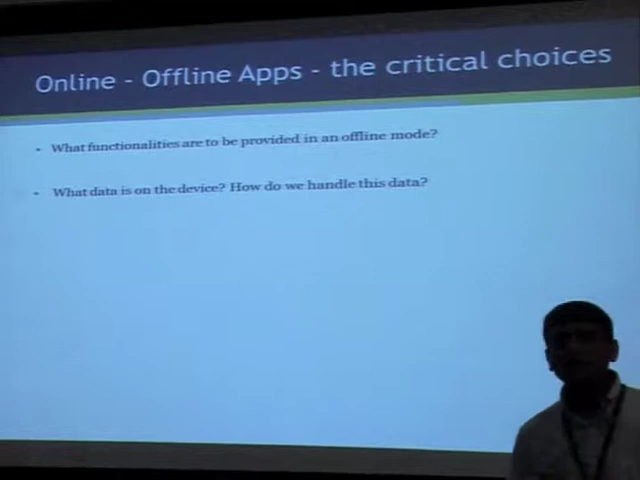 Online - Offline Apps - the critical choices
What functionalities are to be provided in an offline mode?
What data is on the device? How do we handle this data?